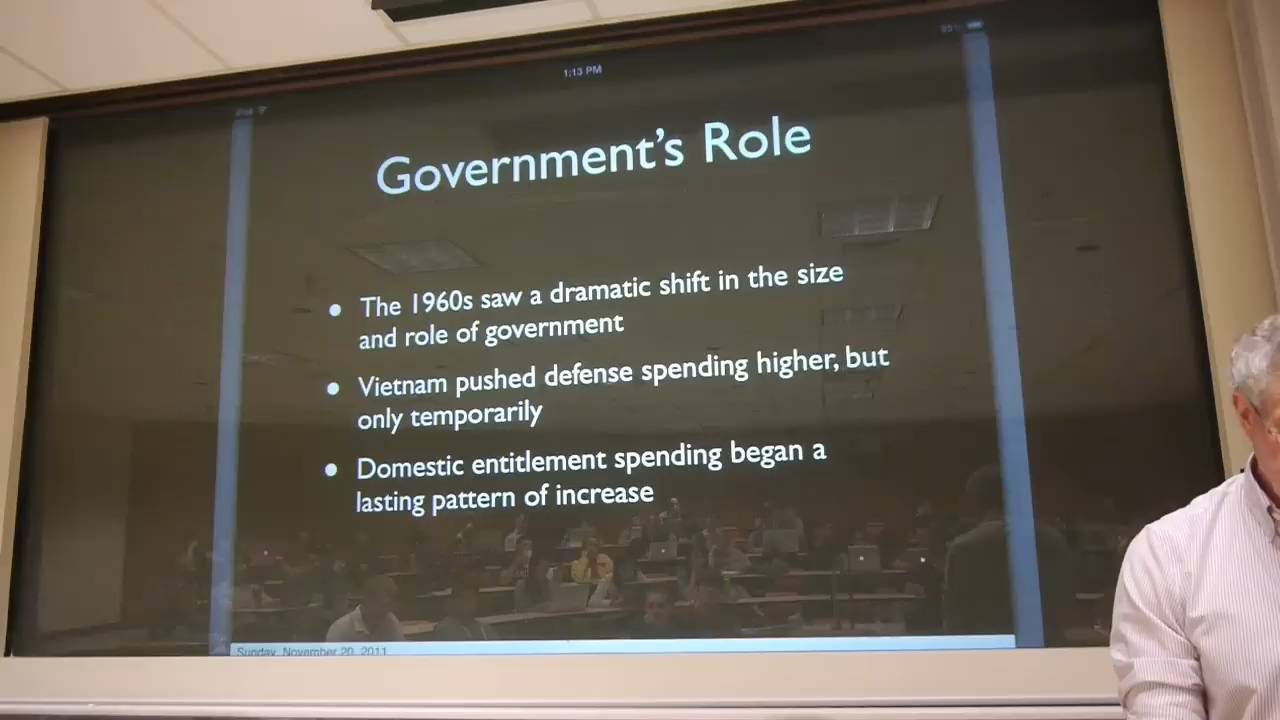 1:13 PM
Government's Role
• The 1960s saw a dramatic shift in the size
and role of government
• Vietnam pushed defense spending higher, but
only temporarily
• Domestic entitlement spending began a
lasting pattern of increase
Sunday, November 20, 2011